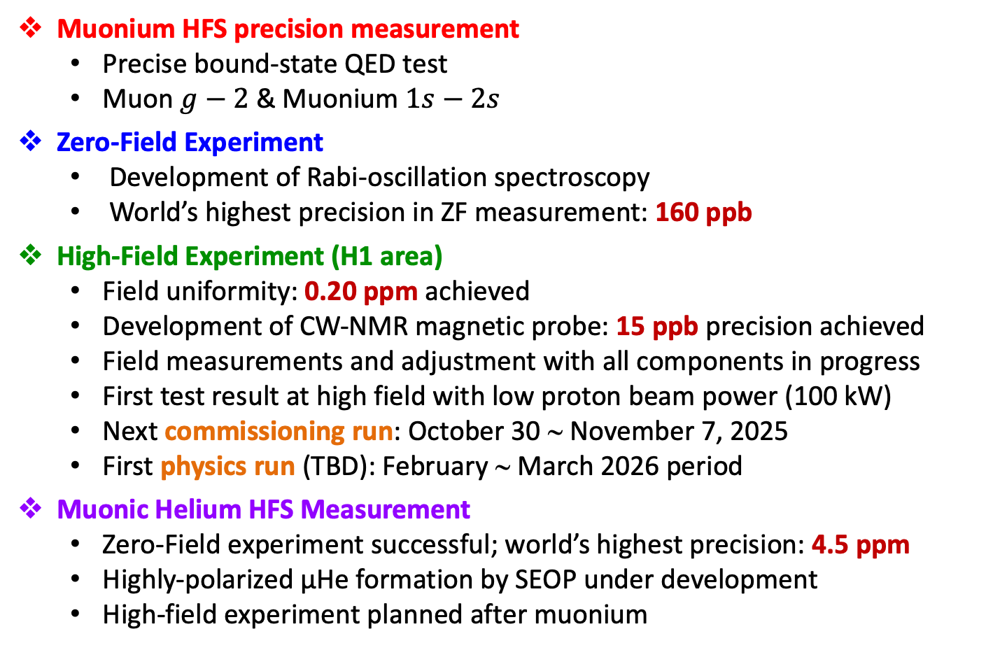 ❖ Muonium HFS precision measurement
• Precise bound-state QED test
• Muon g − 2 & Muonium 1s − 2s
❖ Zero-Field Experiment
• Development of Rabi-oscillation spectroscopy
• World’s highest precision in ZF measurement: 160 ppb
❖ High-Field Experiment (H1 area)
• Field uniformity: 0.20 ppm achieved
• Development of CW-NMR magnetic probe: 15 ppb precision achieved
• Field measurements and adjustment with all components in progress
• First test result at high field with low proton beam power (100 kW)
• Next commissioning run: October 30 ~ November 7, 2025
• First physics run (TBD): February ~ March 2026 period
❖ Muonic Helium HFS Measurement
• Zero-Field experiment successful; world’s highest precision: 4.5 ppm
• Highly-polarized μHe formation by SEOP under development
• High-field experiment planned after muonium